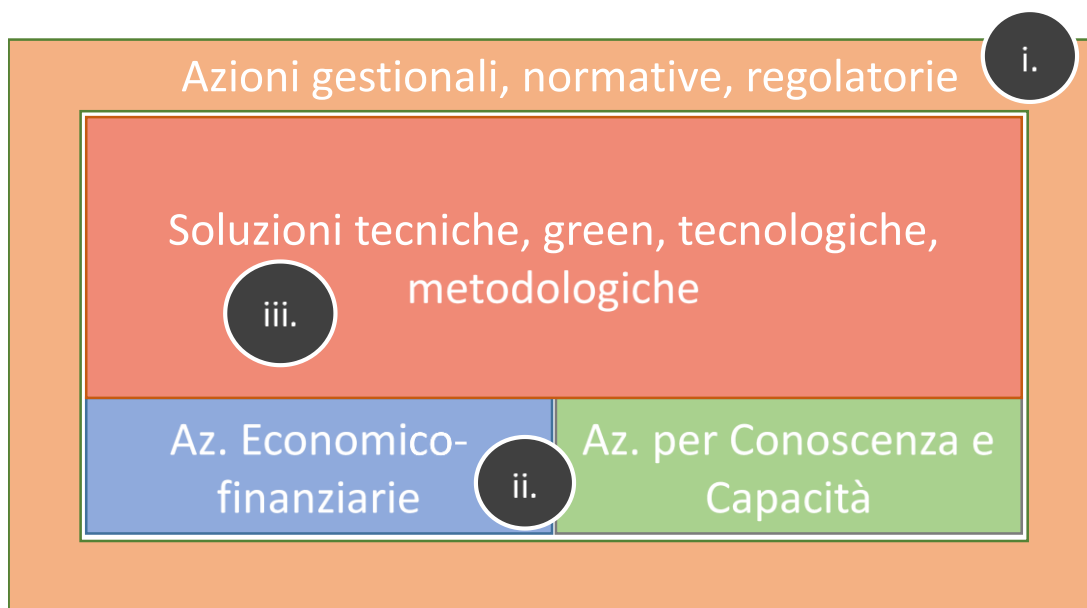 i.
Azioni gestionali, normative, regolatorie
Soluzioni tecniche, green, tecnologiche,
metodologiche
iii.
Az. Economico-
finanziarie
ii.
Az. per Conoscenza e
Capacità